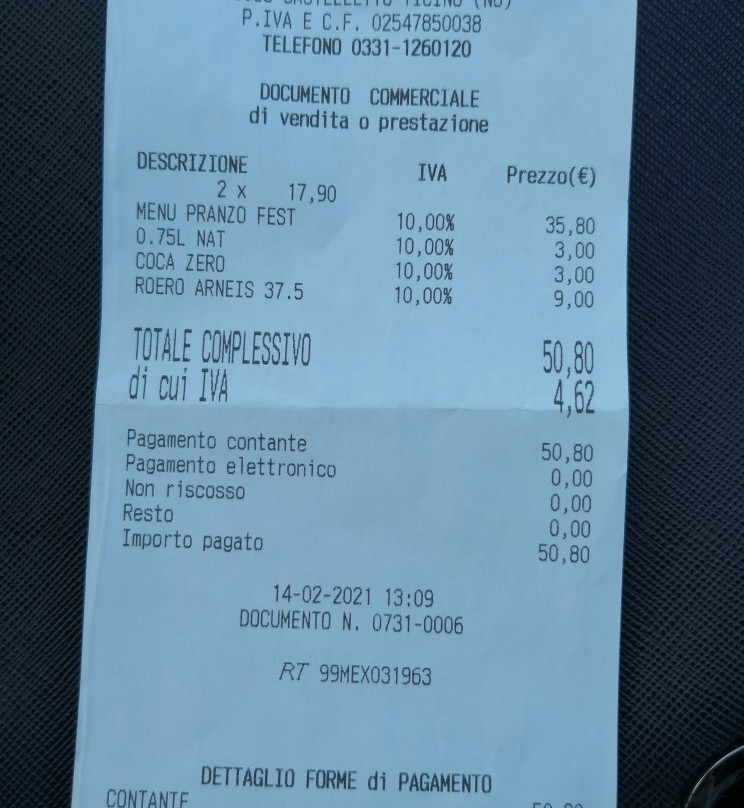 TICINO (NO)
P.IVA E C.F. 02547850038
TELEFONO 0331-1260120
DOCUMENTO COMMERCIALE
di vendita o prestazione
DESCRIZIONE IVA Prezzo(€)
2 x 17,90
MENU PRANZO FEST 10,00% 35,80
0.75L NAT 10,00% 3,00
COCA ZERO 10,00% 3,00
ROERO ARNEIS 37.5 10,00% 9,00
TOTALE COMPLESSIVO 50,80
di cui IVA 4,62
Pagamento contante 50,80
Pagamento elettronico 0,00
Non riscosso 0,00
Resto 0,00
Importo pagato 50,80
14-02-2021 13:09
DOCUMENTO N. 0731-0006
RT 99MEX031963
DETTAGLIO FORME di PAGAMENTO
CONTANTE